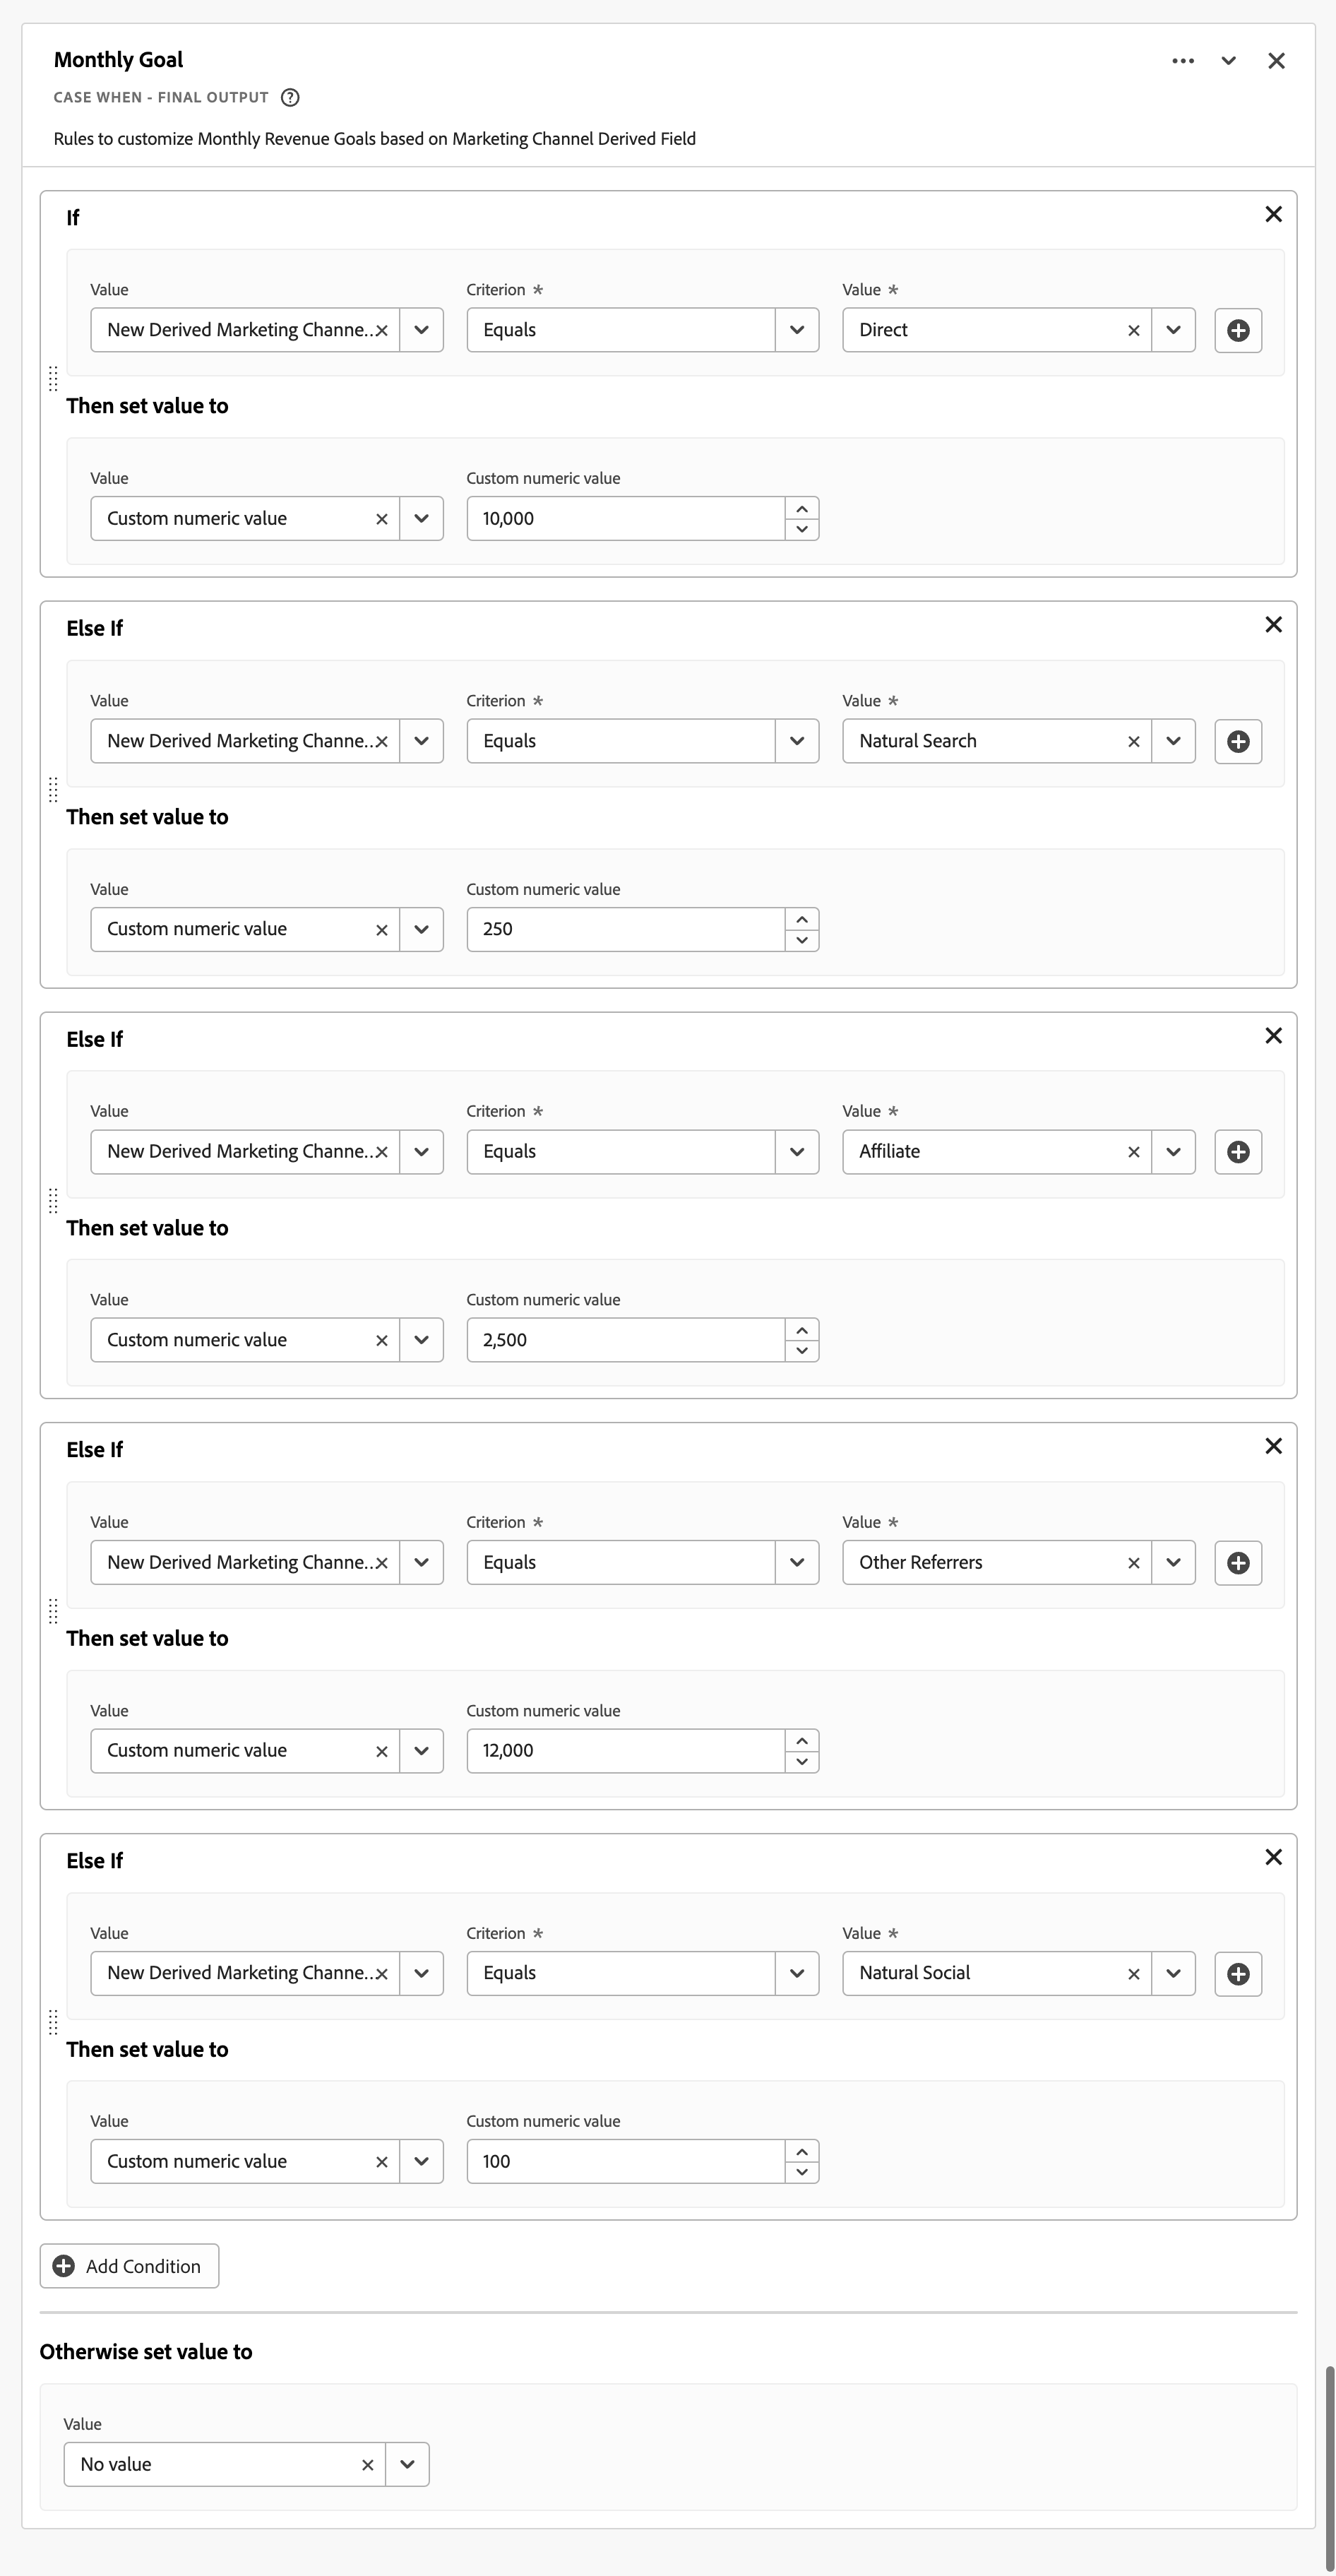 Monthly Goal
CASE WHEN - FINAL OUTPUT
Rules to customize Monthly Revenue Goals based on Marketing Channel Derived Field
If
Value Criterion * Value *
New Derived Marketing Channe... Equals Direct
Then set value to
Value Custom numeric value
Custom numeric value 10,000
Else If
Value Criterion * Value *
New Derived Marketing Channe... Equals Natural Search
Then set value to
Value Custom numeric value
Custom numeric value 250
Else If
Value Criterion * Value *
New Derived Marketing Channe... Equals Affiliate
Then set value to
Value Custom numeric value
Custom numeric value 2,500
Else If
Value Criterion * Value *
New Derived Marketing Channe... Equals Other Referrers
Then set value to
Value Custom numeric value
Custom numeric value 12,000
Else If
Value Criterion * Value *
New Derived Marketing Channe... Equals Natural Social
Then set value to
Value Custom numeric value
Custom numeric value 100
Add Condition
Otherwise set value to
Value
No value